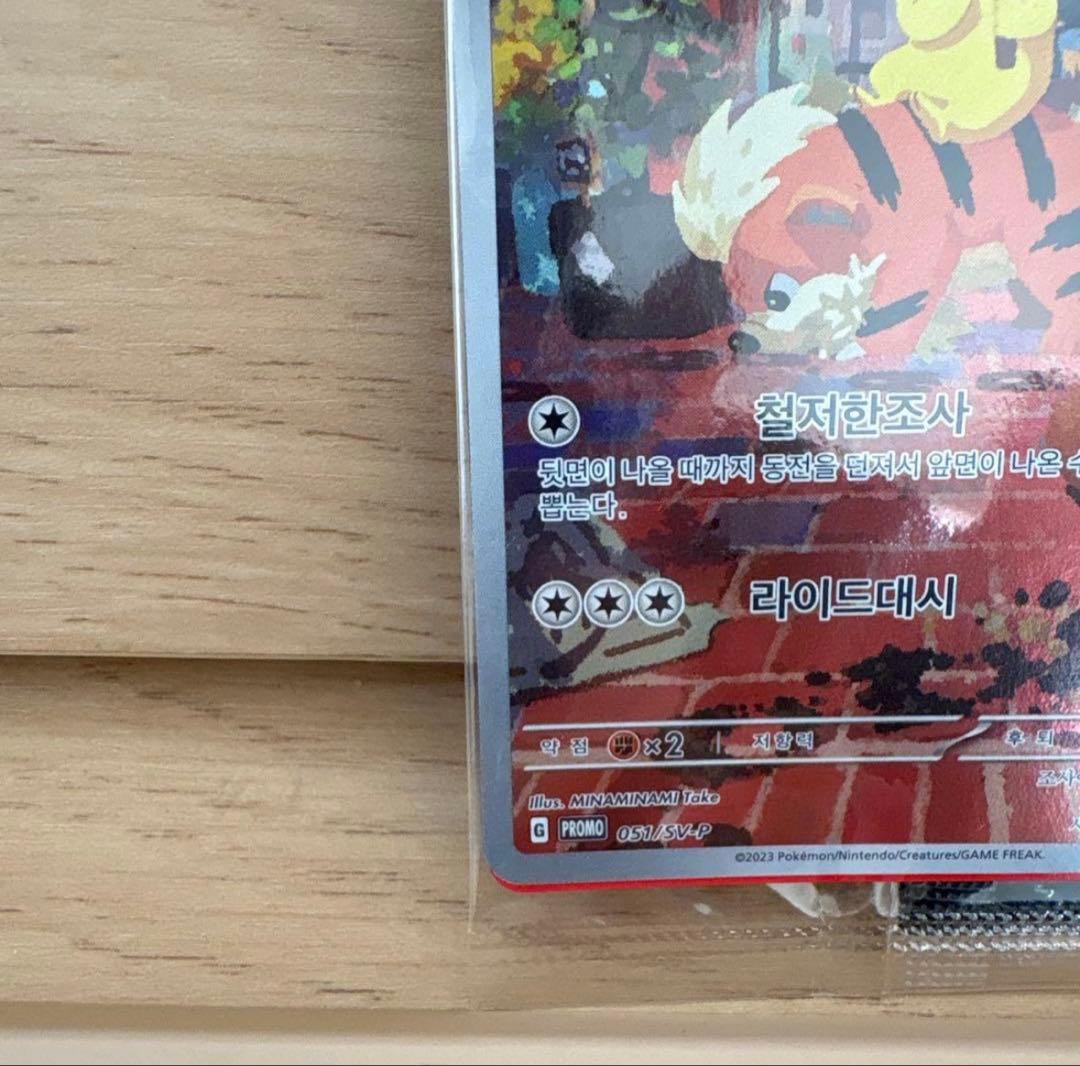 철저한조사
뒷면이 나올 때까지 동전을 던져서 앞면이 나온
뽑는다.
라이드대시
약점 ×2 저항력 후퇴
조사
Illus. MINAMINAMI Take
G PROMO 051/SV-P
©2023 Pokémon/Nintendo/Creatures/GAME FREAK.